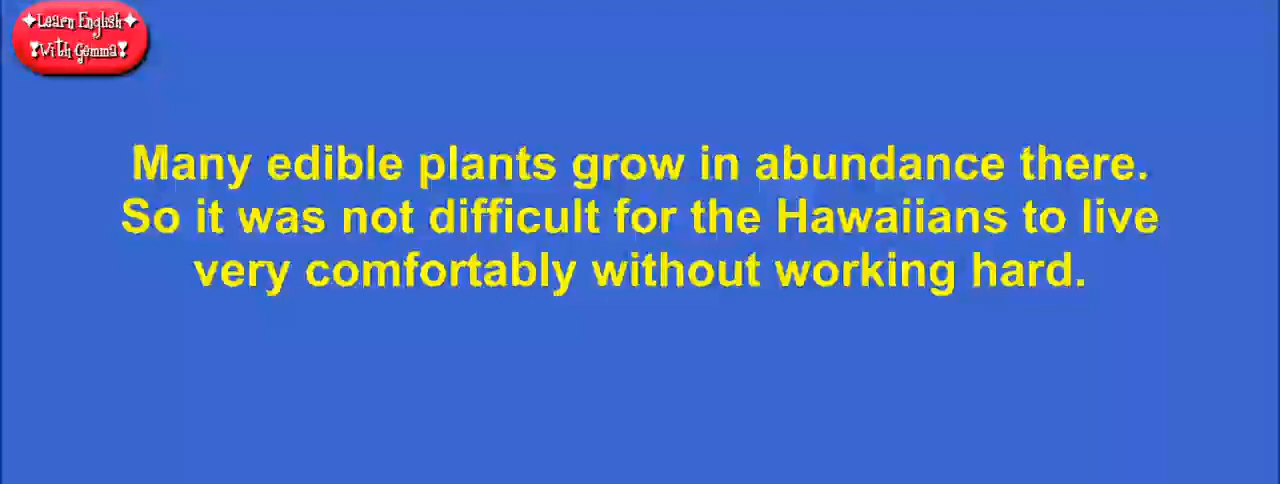 ✦Learn English✦
❣With Gemma❣
Many edible plants grow in abundance there.
So it was not difficult for the Hawaiians to live
very comfortably without working hard.